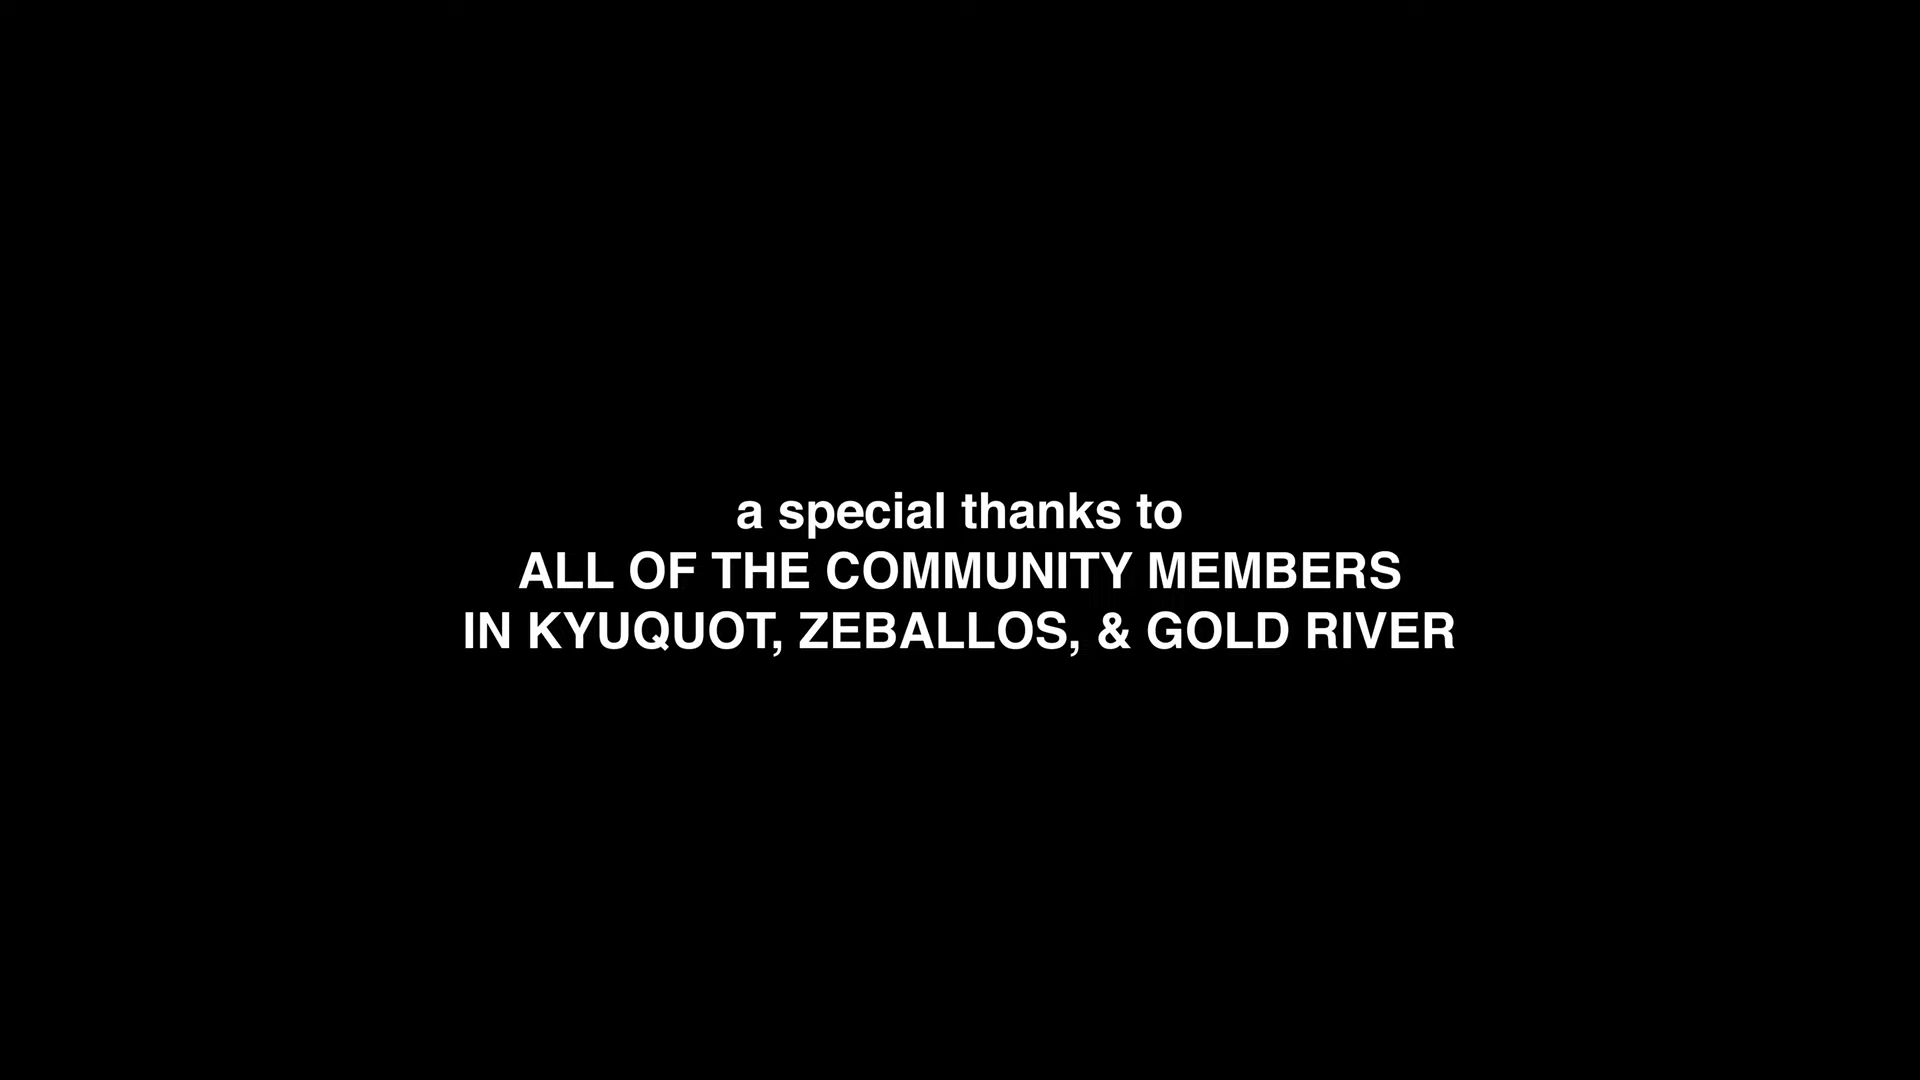 a special thanks to
ALL OF THE COMMUNITY MEMBERS
IN KYUQUOT, ZEBALLOS, & GOLD RIVER